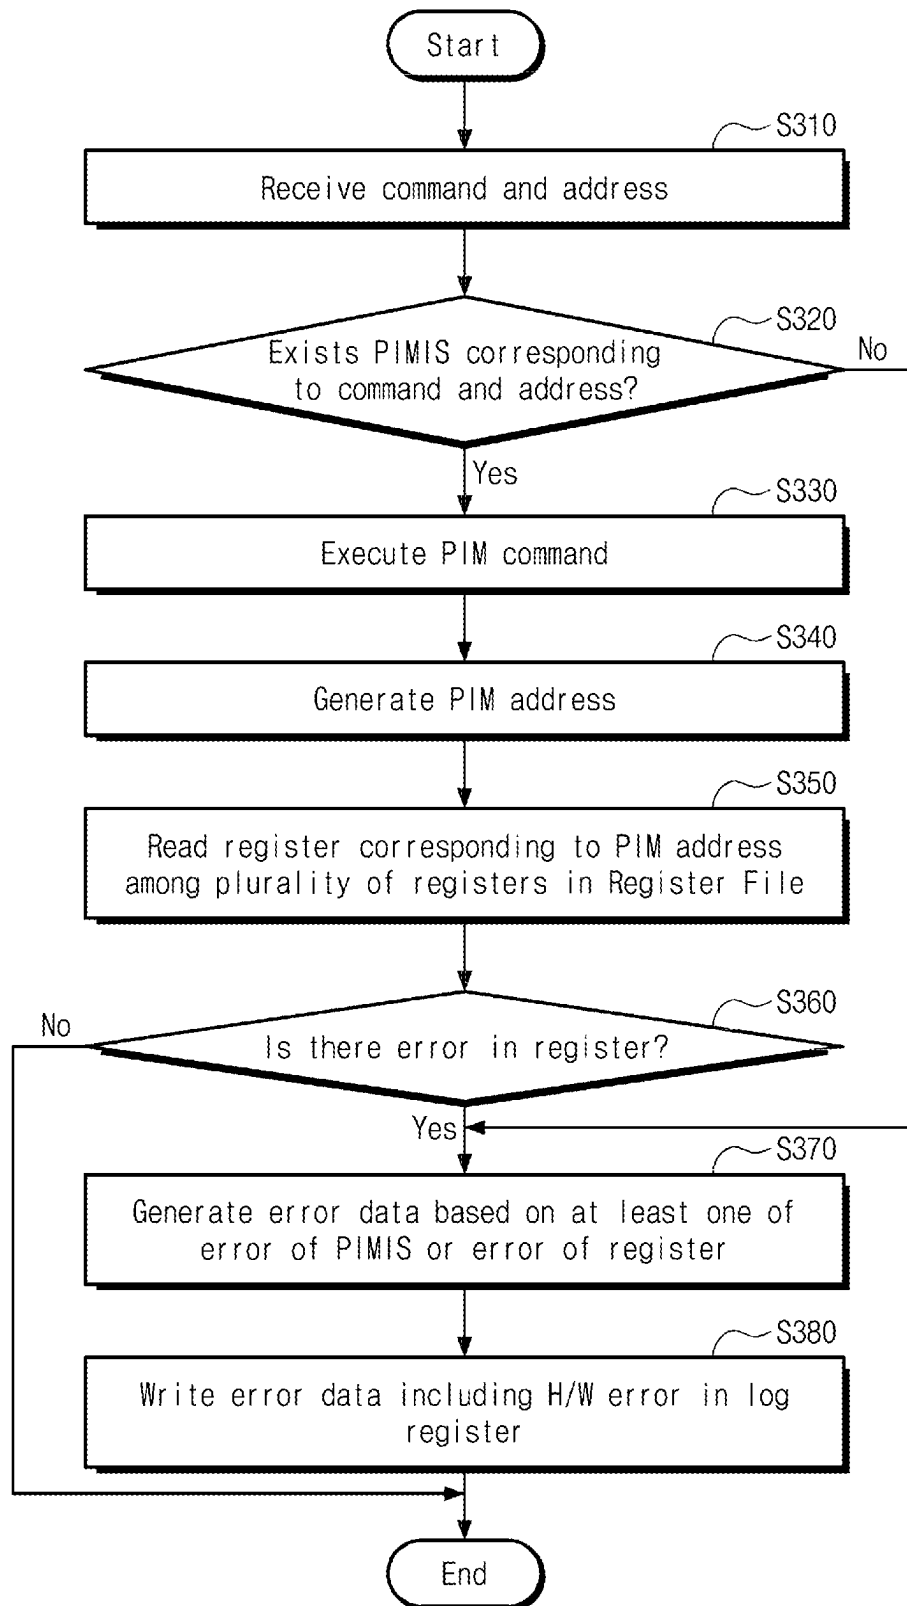 Start
S310
Receive command and address
S320
Exists PIMIS corresponding
to command and address?
No
Yes
S330
Execute PIM command
S340
Generate PIM address
S350
Read register corresponding to PIM address
among plurality of registers in Register File
S360
No
Is there error in register?
Yes
S370
Generate error data based on at least one of
error of PIMIS or error of register
S380
Write error data including H/W error in log
register
End